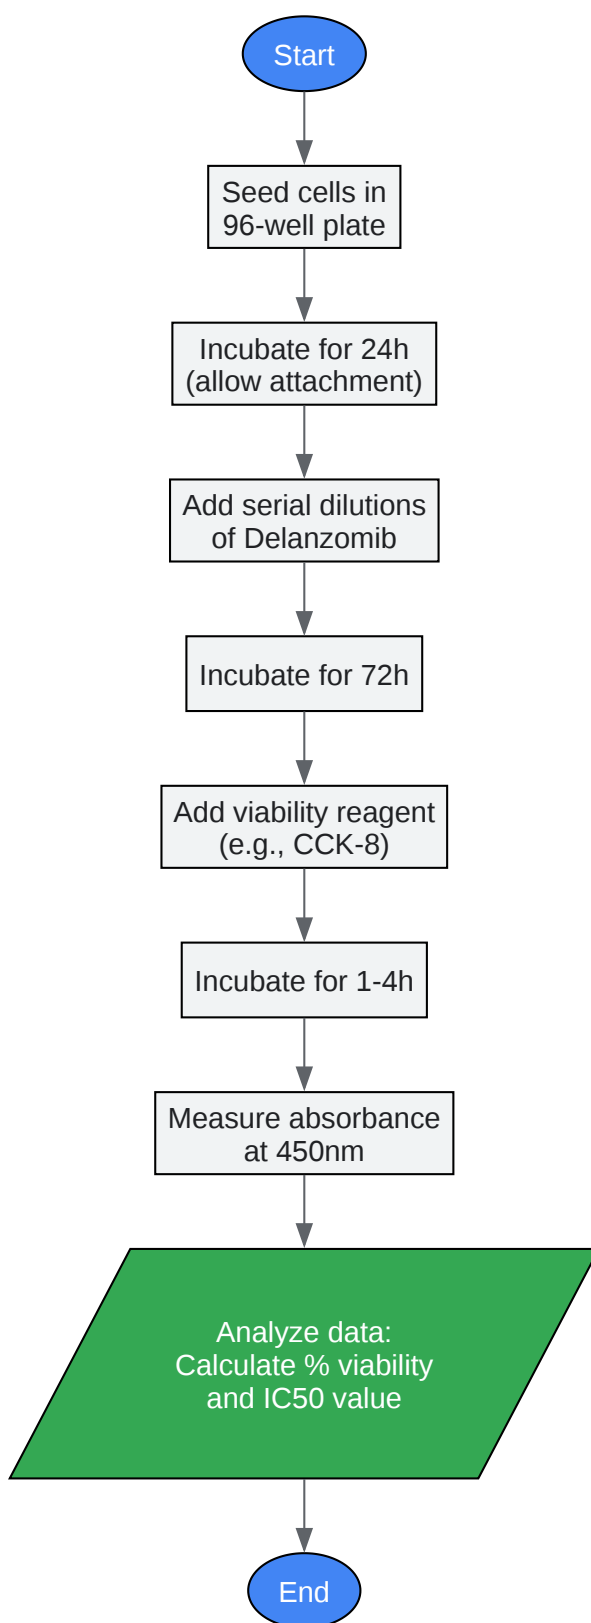 Start
Seed cells in
96-well plate
Incubate for 24h
(allow attachment)
Add serial dilutions
of Delanzomib
Incubate for 72h
Add viability reagent
(e.g., CCK-8)
Incubate for 1-4h
Measure absorbance
at 450nm
Analyze data:
Calculate % viability
and IC50 value
End